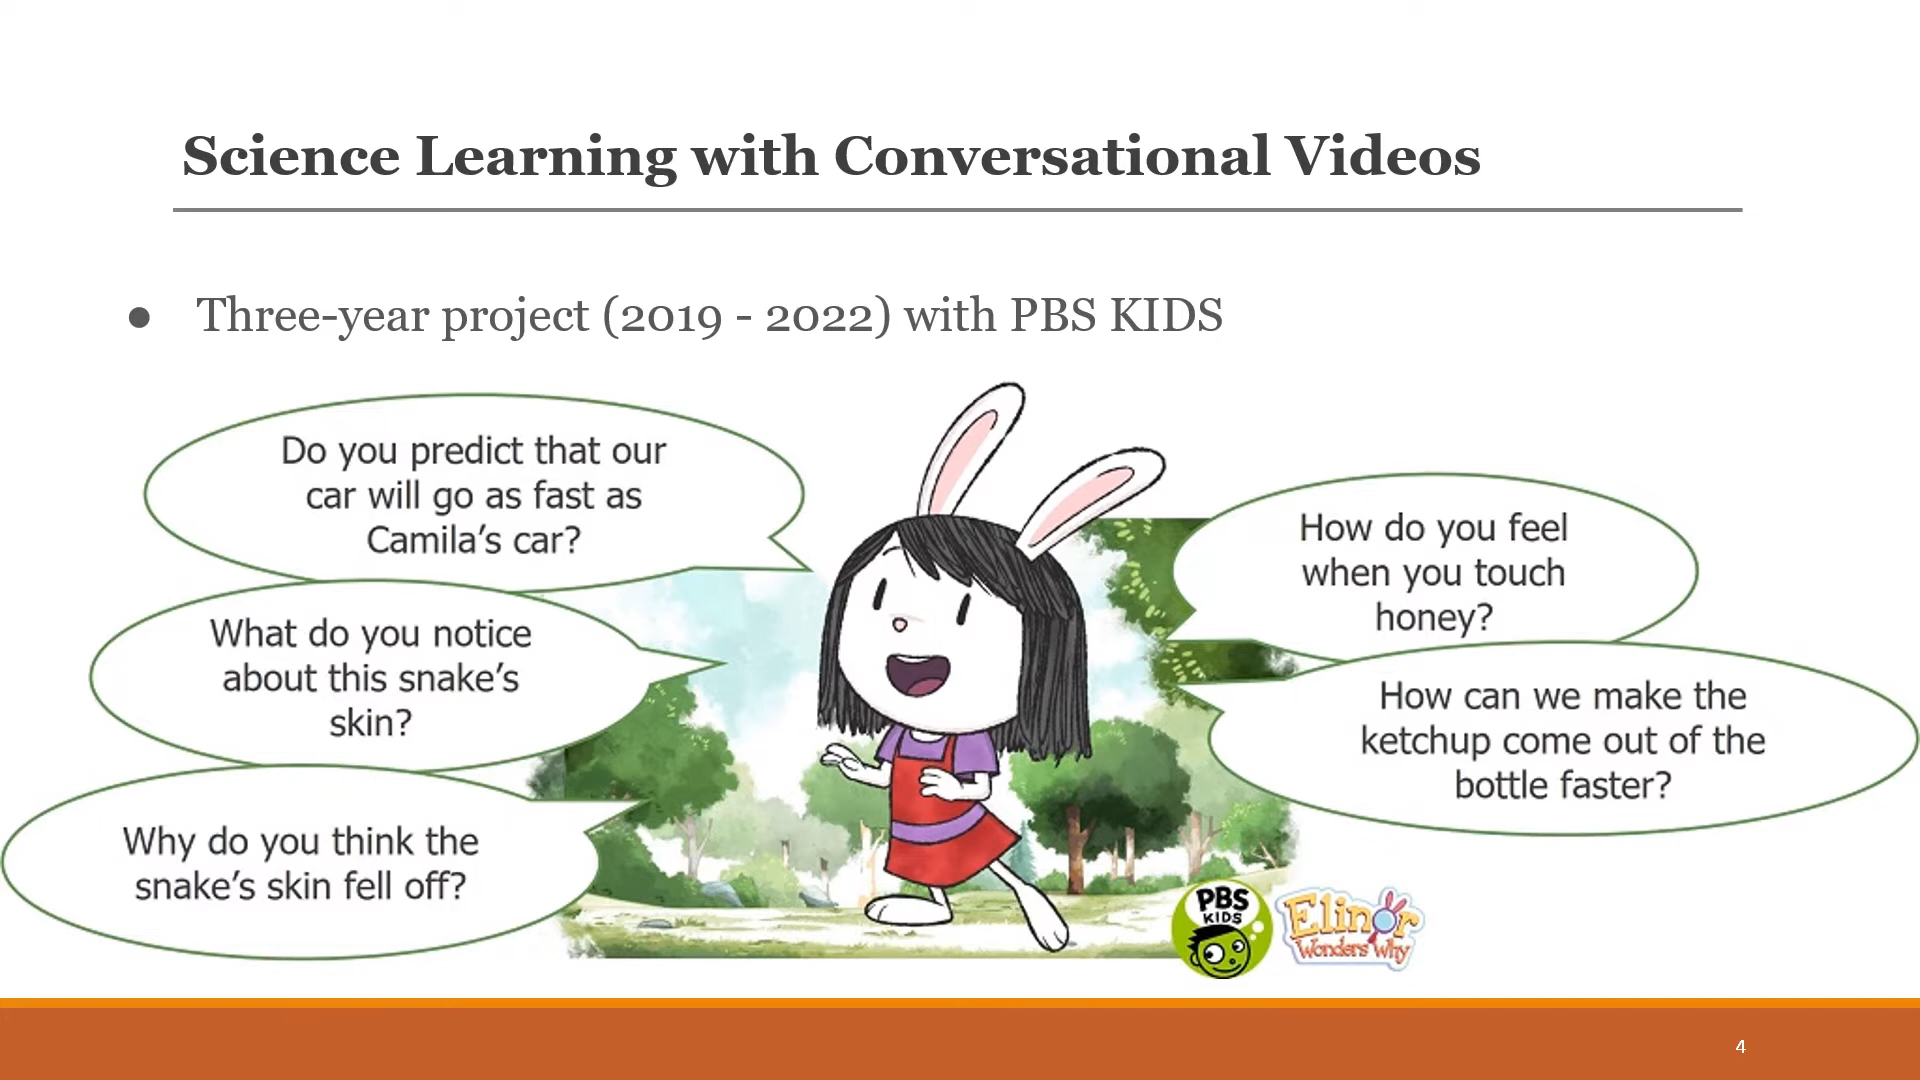 Science Learning with Conversational Videos
● Three-year project (2019 - 2022) with PBS KIDS
Do you predict that our
car will go as fast as
Camila’s car?
What do you notice
about this snake’s
skin?
Why do you think the
snake’s skin fell off?
How do you feel
when you touch
honey?
How can we make the
ketchup come out of the
bottle faster?
PBS
KIDS
Elinor
Wonders Why
4